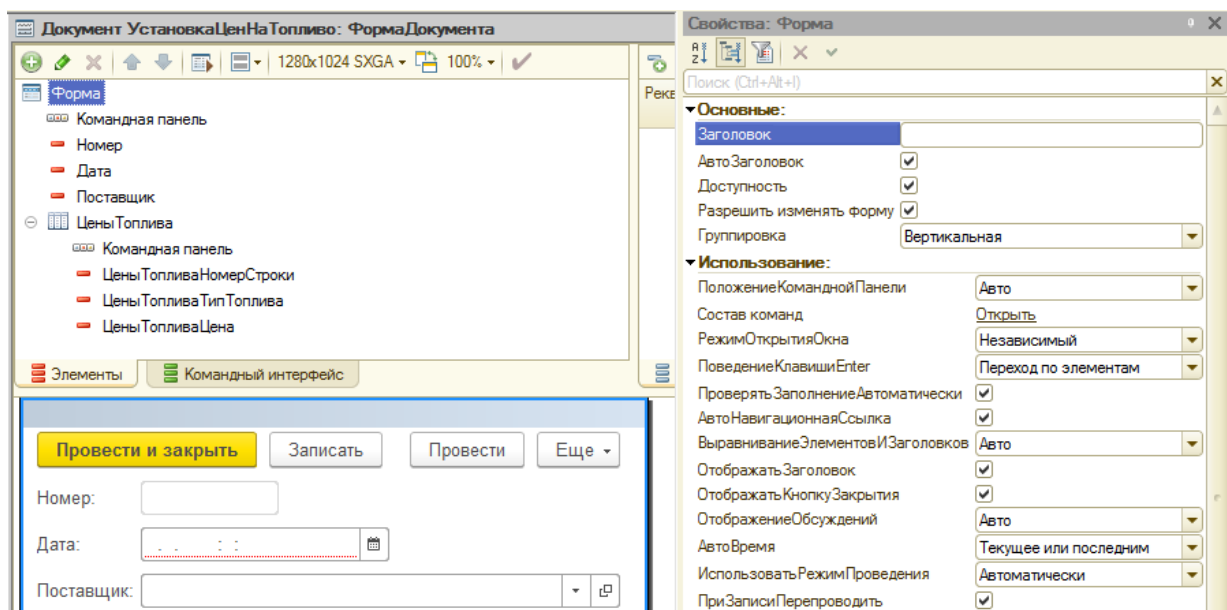 Документ УстановкаЦенНаТопливо: ФормаДокумента
1280x1024 SXGA 100%
Форма
Командная панель
Номер
Дата
Поставщик
ЦеныТоплива
Командная панель
ЦеныТопливаНомерСтроки
ЦеныТопливаТипТоплива
ЦеныТопливаЦена
Элементы Командный интерфейс
Рекв
Провести и закрыть Записать Провести Еще
Номер:
Дата: . . : :
Поставщик:
Свойства: Форма
Поиск (Ctrl+Alt+I)
Основные:
Заголовок
АвтоЗаголовок
Доступность
Разрешить изменять форму
Группировка Вертикальная
Использование:
ПоложениеКоманднойПанели Авто
Состав команд Открыть
РежимОткрытияОкна Независимый
ПоведениеКлавишиEnter Переход по элементам
ПроверятьЗаполнениеАвтоматически
АвтоНавигационнаяСсылка
ВыравниваниеЭлементовИЗаголовков Авто
ОтображатьЗаголовок
ОтображатьКнопкуЗакрытия
ОтображениеОбсуждений Авто
АвтоВремя Текущее или последним
ИспользоватьРежимПроведения Автоматически
ПриЗаписиПерепроводить